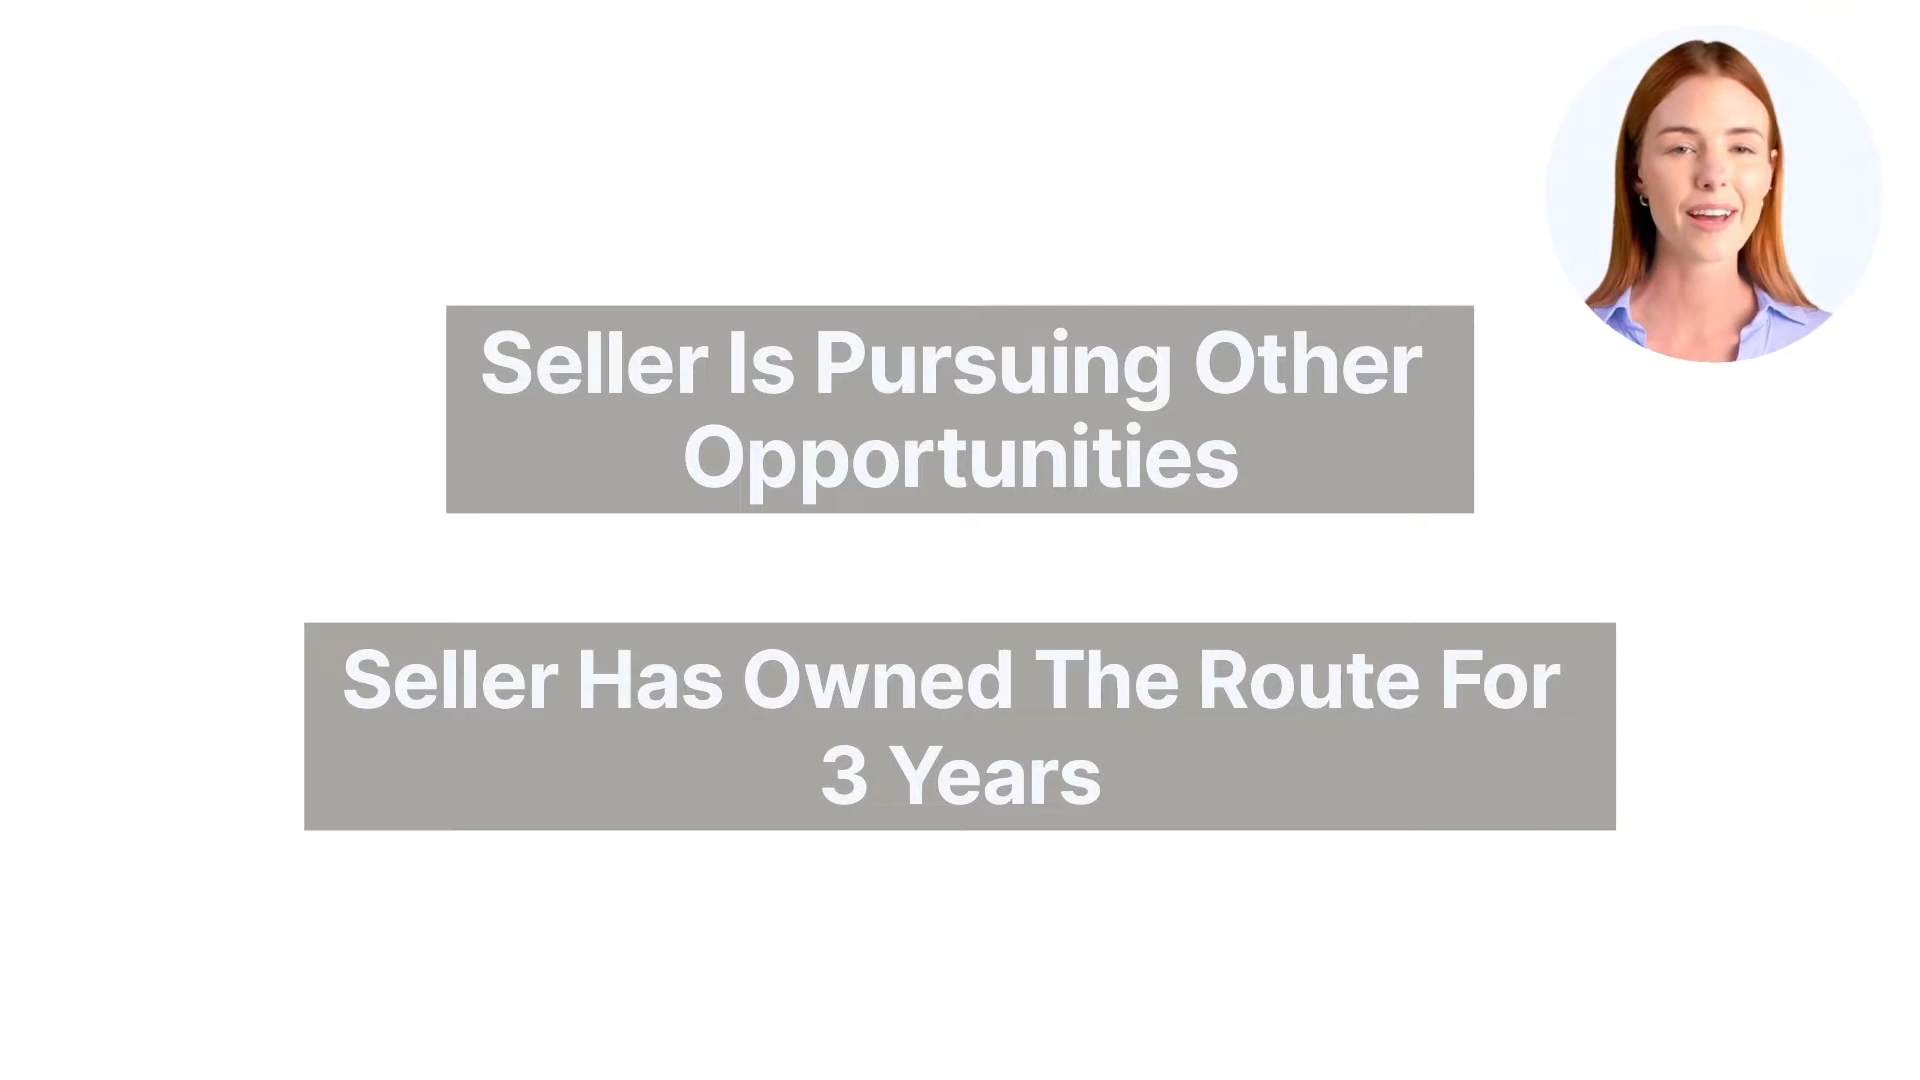 Seller Is Pursuing Other
Opportunities
Seller Has Owned The Route For
3 Years